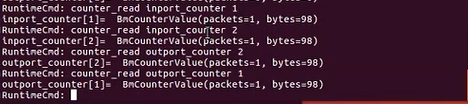 RuntimeCmd: counter_read inport_counter 1
inport_counter[1]=  BmCounterValue(packets=1, bytes=98)
RuntimeCmd: counter_read inport_counter 2
inport_counter[2]=  BmCounterValue(packets=1, bytes=98)
RuntimeCmd: counter_read outport_counter 2
outport_counter[2]=  BmCounterValue(packets=1, bytes=98)
RuntimeCmd: counter_read outport_counter 1
outport_counter[1]=  BmCounterValue(packets=1, bytes=98)
RuntimeCmd: